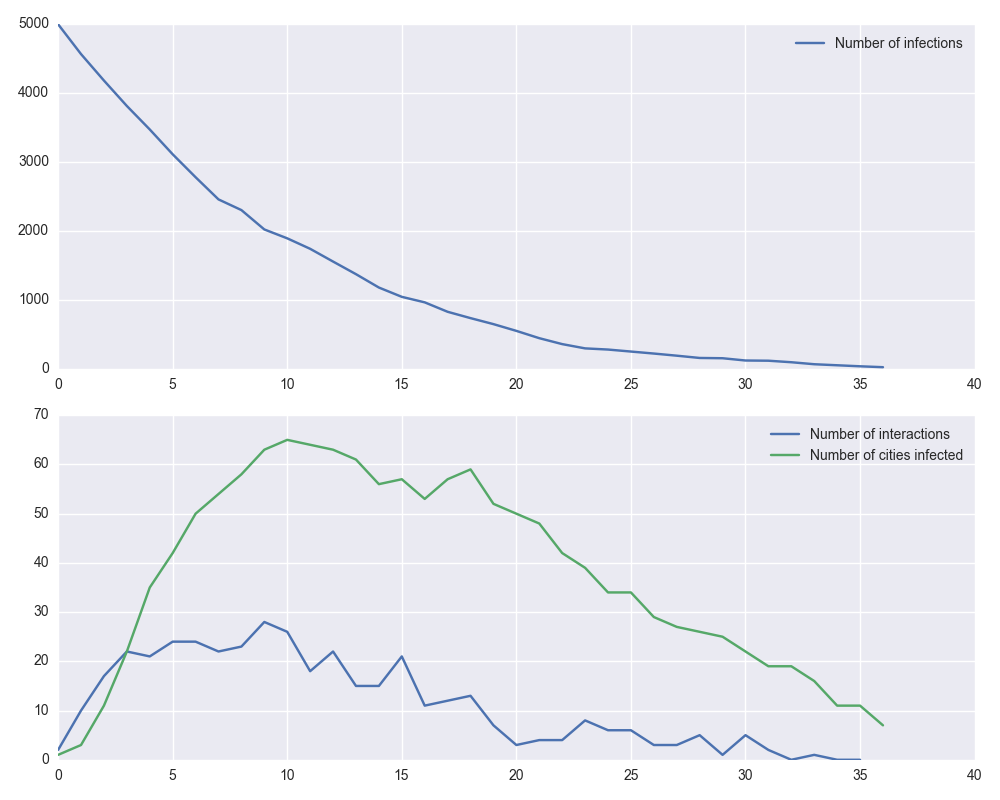 5000
Number of infections
4000
3000
2000
1000
0
0 5 10 15 20 25 30 35 40
70
Number of interactions
Number of cities infected
60
50
40
30
20
10
0
0 5 10 15 20 25 30 35 40